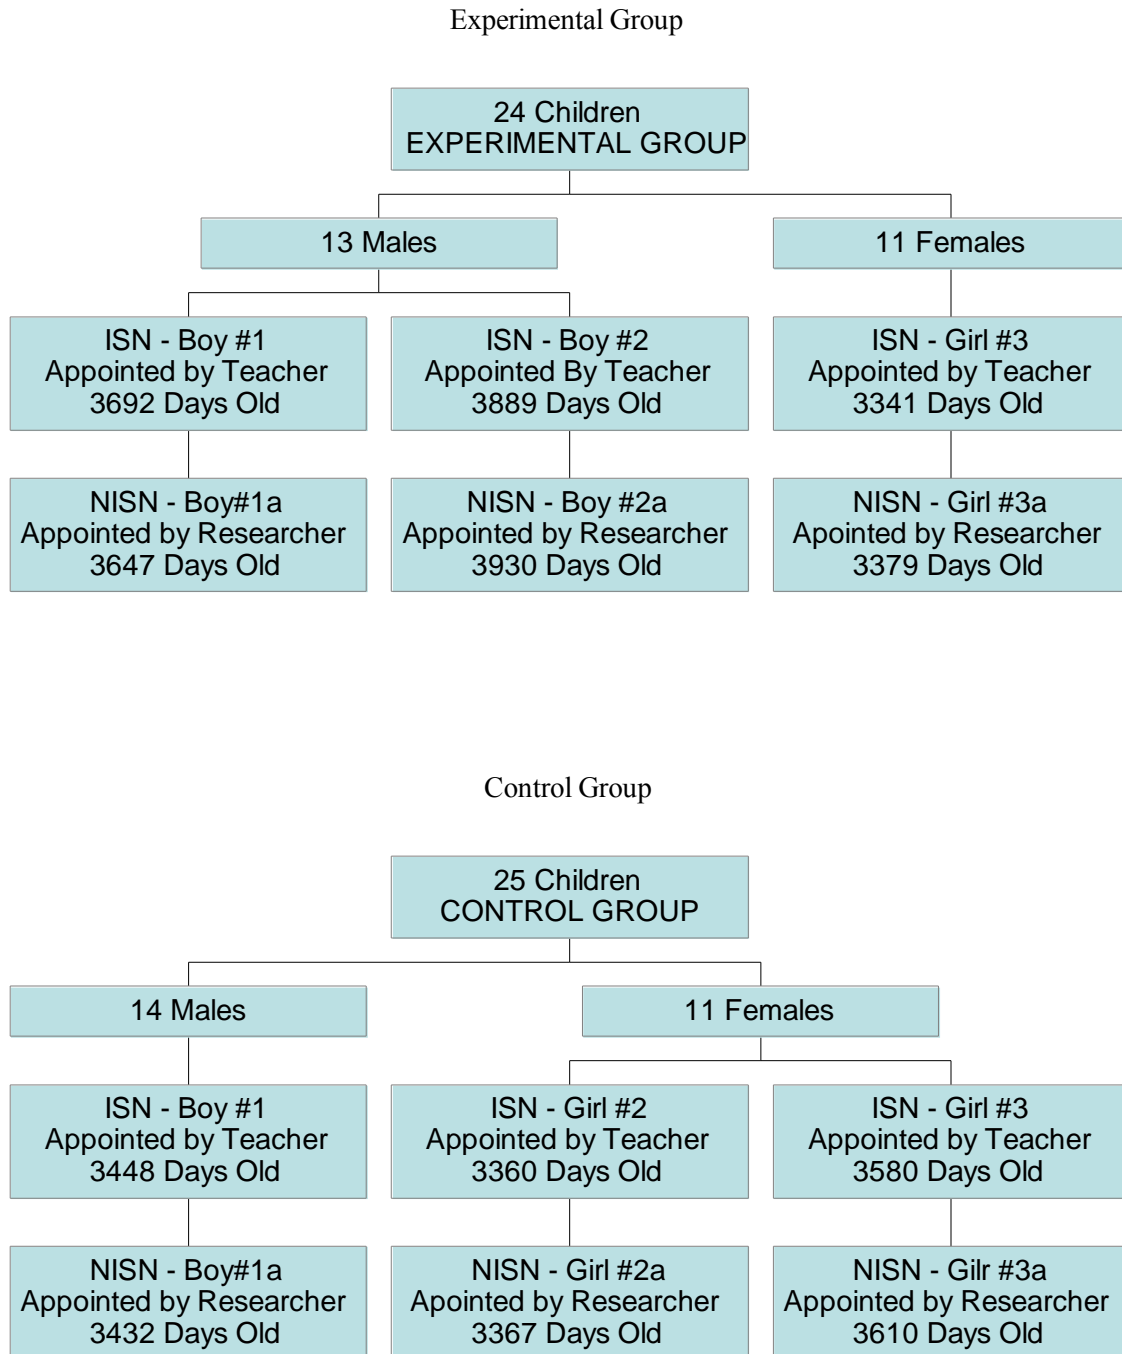 Experimental Group
24 Children
EXPERIMENTAL GROUP
13 Males
11 Females
ISN - Boy #1
Appointed by Teacher
3692 Days Old
ISN - Boy #2
Appointed By Teacher
3889 Days Old
ISN - Girl #3
Appointed by Teacher
3341 Days Old
NISN - Boy#1a
Appointed by Researcher
3647 Days Old
NISN - Boy #2a
Appointed by Researcher
3930 Days Old
NISN - Girl #3a
Apointed by Researcher
3379 Days Old
Control Group
25 Children
CONTROL GROUP
14 Males
11 Females
ISN - Boy #1
Appointed by Teacher
3448 Days Old
ISN - Girl #2
Appointed by Teacher
3360 Days Old
ISN - Girl #3
Appointed by Teacher
3580 Days Old
NISN - Boy#1a
Appointed by Researcher
3432 Days Old
NISN - Girl #2a
Apointed by Researcher
3367 Days Old
NISN - Gilr #3a
Appointed by Researcher
3610 Days Old